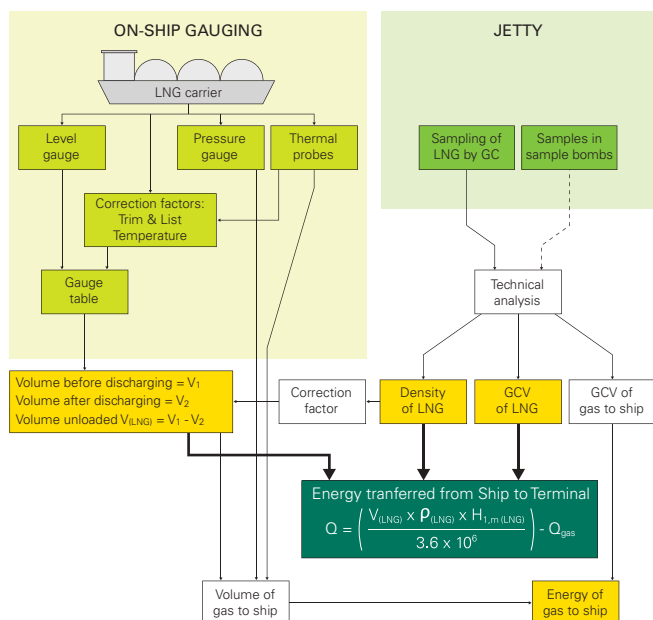 ON-SHIP GAUGING
JETTY
LNG carrier
Level
gauge
Pressure
gauge
Thermal
probes
Sampling of
LNG by GC
Samples in
sample bombs
Correction factors:
Trim & List
Temperature
Gauge
table
Technical
analysis
Volume before discharging = V₁
Volume after discharging = V₂
Volume unloaded V(LNG) = V₁ - V₂
Correction
factor
Density
of LNG
GCV
of LNG
GCV of
gas to ship
Energy tranferred from Ship to Terminal
Q = ( V(LNG) x ρ(LNG) x H1,m (LNG) / 3.6 x 10⁶ ) - Qgas
Volume of
gas to ship
Energy of
gas to ship